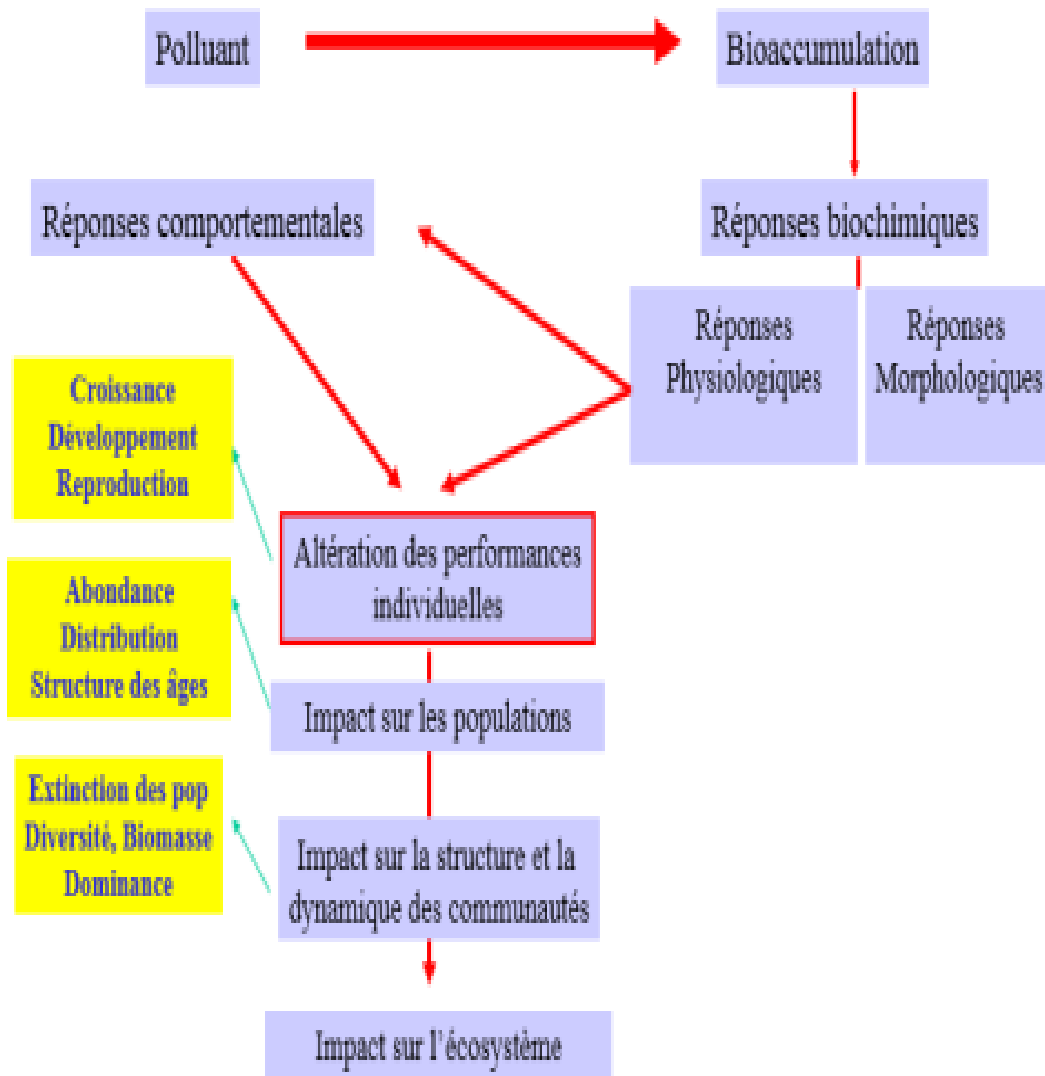 Polluant
Bioaccumulation
Réponses comportementales
Réponses biochimiques
Réponses
Physiologiques
Réponses
Morphologiques
Croissance
Développement
Reproduction
Altération des performances
individuelles
Abondance
Distribution
Structure des âges
Impact sur les populations
Extinction des pop
Diversité, Biomasse
Dominance
Impact sur la structure et la
dynamique des communautés
Impact sur l'écosystème